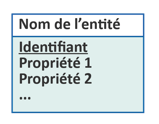 Nom de l'entité
Identifiant
Propriété 1
Propriété 2
...